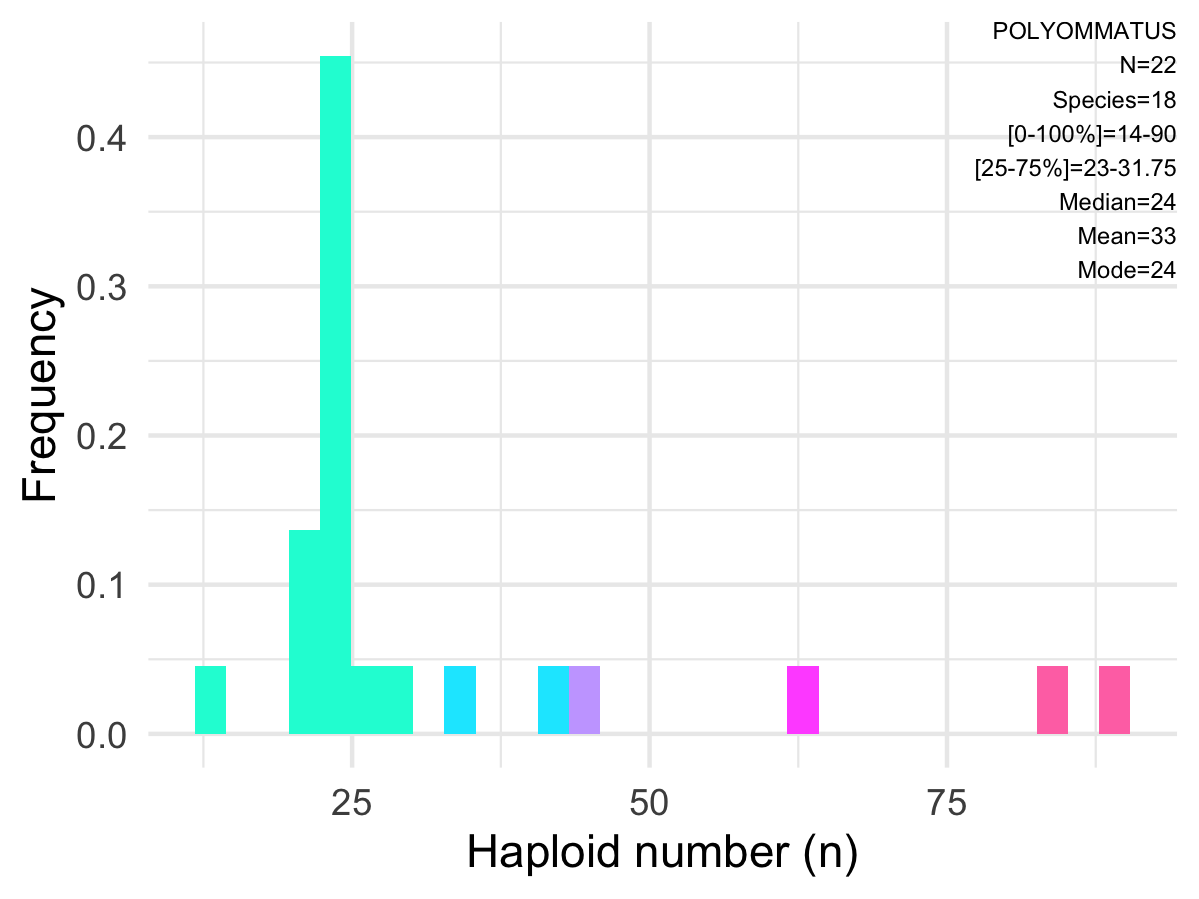 POLYOMMATUS
N=22
Species=18
[0-100%]=14-90
[25-75%]=23-31.75
Median=24
Mean=33
Mode=24
Frequency
0.4
0.3
0.2
0.1
0.0
25 50 75
Haploid number (n)